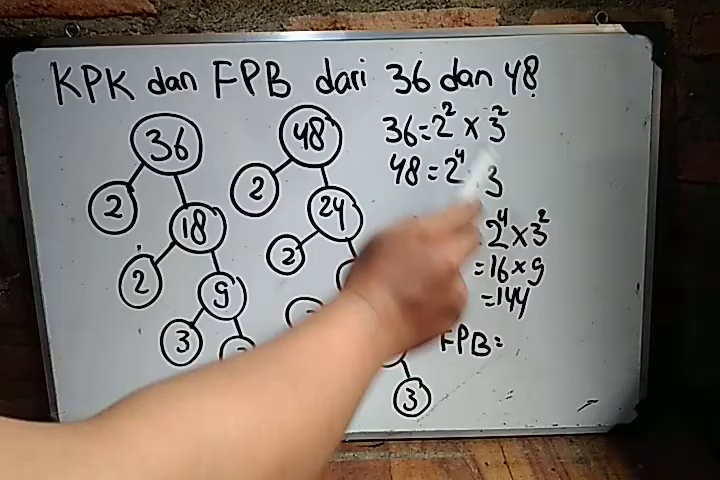 KPK dan FPB dari 36 dan 48?
36
2
18
2
9
3
48
2
24
2
3
36 = 2² × 3²
48 = 2⁴ 3
= 2⁴ × 3²
= 16 × 9
= 144
FPB =